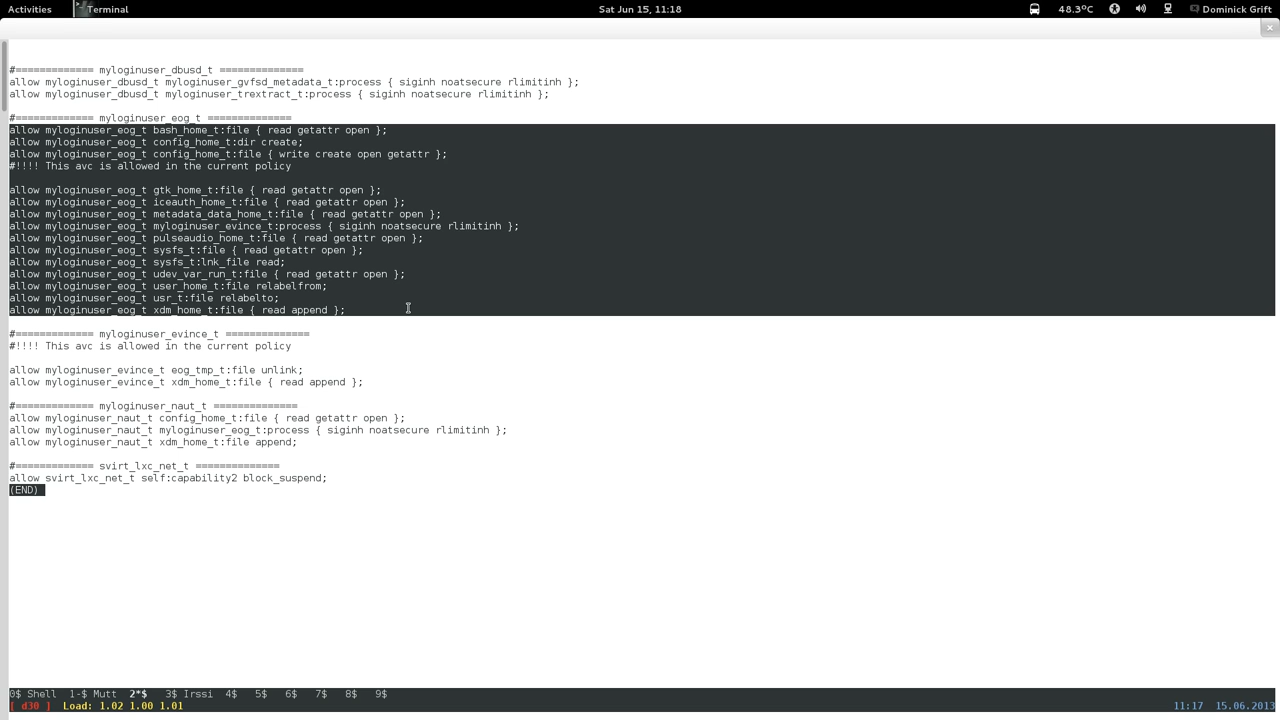 Activities Terminal Sat Jun 15, 11:18 48.3°C Dominick Grift
#============= myloginuser_dbusd_t ==============
allow myloginuser_dbusd_t myloginuser_gvfsd_metadata_t:process { siginh noatsecure rlimitinh };
allow myloginuser_dbusd_t myloginuser_trextract_t:process { siginh noatsecure rlimitinh };
#============= myloginuser_eog_t ==============
allow myloginuser_eog_t bash_home_t:file { read getattr open };
allow myloginuser_eog_t config_home_t:dir create;
allow myloginuser_eog_t config_home_t:file { write create open getattr };
#!!!! This avc is allowed in the current policy
allow myloginuser_eog_t gtk_home_t:file { read getattr open };
allow myloginuser_eog_t iceauth_home_t:file { read getattr open };
allow myloginuser_eog_t metadata_data_home_t:file { read getattr open };
allow myloginuser_eog_t myloginuser_evince_t:process { siginh noatsecure rlimitinh };
allow myloginuser_eog_t pulseaudio_home_t:file { read getattr open };
allow myloginuser_eog_t sysfs_t:file { read getattr open };
allow myloginuser_eog_t sysfs_t:lnk_file read;
allow myloginuser_eog_t udev_var_run_t:file { read getattr open };
allow myloginuser_eog_t user_home_t:file relabelfrom;
allow myloginuser_eog_t usr_t:file relabelto;
allow myloginuser_eog_t xdm_home_t:file { read append };
#============= myloginuser_evince_t ==============
#!!!! This avc is allowed in the current policy
allow myloginuser_evince_t eog_tmp_t:file unlink;
allow myloginuser_evince_t xdm_home_t:file { read append };
#============= myloginuser_naut_t ==============
allow myloginuser_naut_t config_home_t:file { read getattr open };
allow myloginuser_naut_t myloginuser_eog_t:process { siginh noatsecure rlimitinh };
allow myloginuser_naut_t xdm_home_t:file append;
#============= svirt_lxc_net_t ==============
allow svirt_lxc_net_t self:capability2 block_suspend;
(END)
0$ Shell 1-$ Mutt 2*$ 3$ Irssi 4$ 5$ 6$ 7$ 8$ 9$
[ d30 ] Load: 1.02 1.00 1.01 11:17 15.06.2013